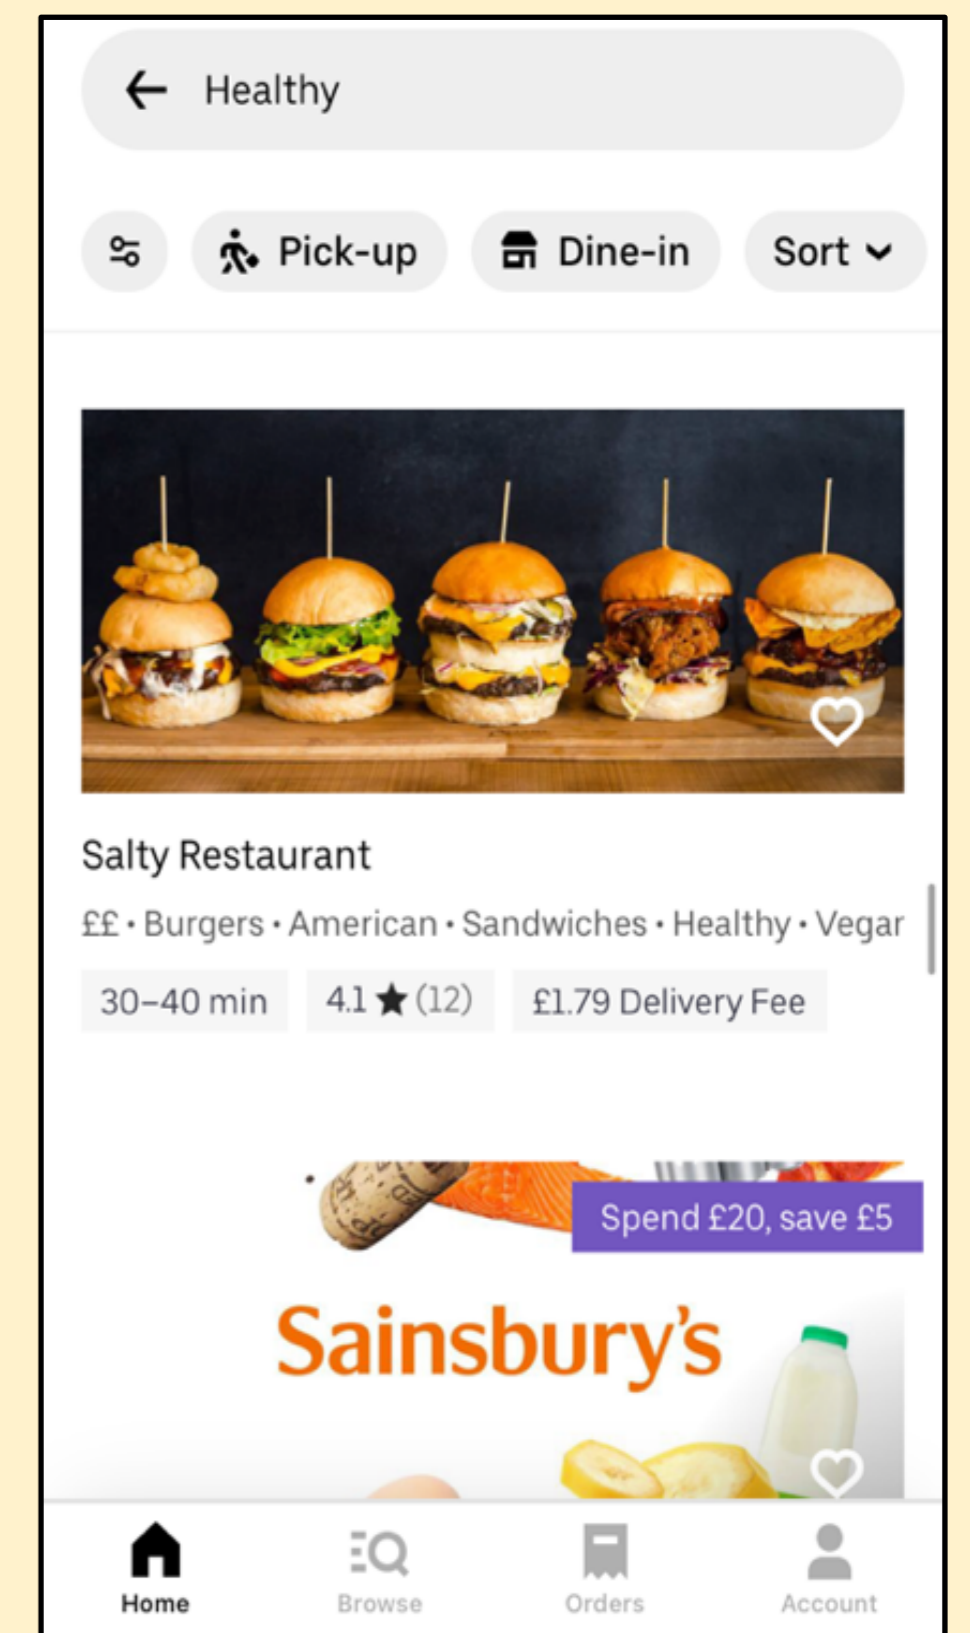 Healthy
Pick-up Dine-in Sort
Salty Restaurant
££ • Burgers • American • Sandwiches • Healthy • Vegar
30–40 min 4.1 ★ (12) £1.79 Delivery Fee
Spend £20, save £5
Sainsbury's
Home Browse Orders Account